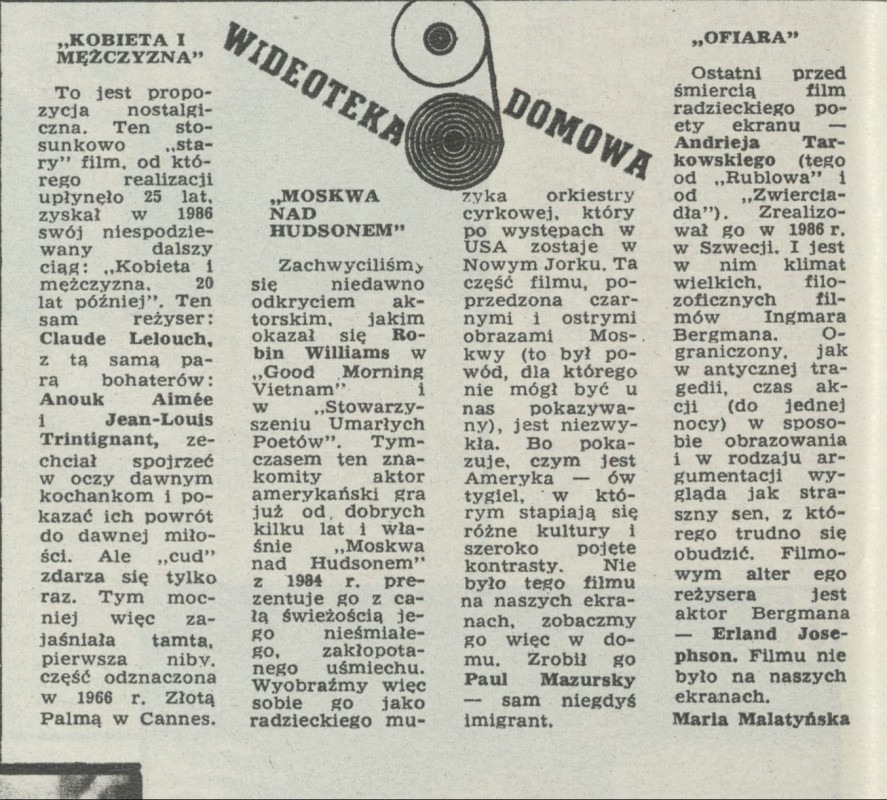 WIDEOTEKA DOMOWA
„KOBIETA I
MĘŻCZYZNA”
To jest propo-
zycja nostalgi-
czna. Ten sto-
sunkowo „sta-
ry” film, od któ-
rego realizacji
upłynęło 25 lat,
zyskał w 1986
swój niespodzie-
wany dalszy
ciąg: „Kobieta i
mężczyzna, 20
lat później”. Ten
sam reżyser:
Claude Lelouch,
z tą samą pa-
rą bohaterów:
Anouk Aimée
i Jean-Louis
Trintignant, ze-
chciał spojrzeć
w oczy dawnym
kochankom i po-
kazać ich powrót
do dawnej miło-
ści. Ale „cud”
zdarza się tylko
raz. Tym moc-
niej więc za-
jaśniała tamta,
pierwsza niby,
część odznaczona
w 1966 r. Złotą
Palmą w Cannes.
„MOSKWA
NAD
HUDSONEM”
Zachwyciliśmy
się niedawno
odkryciem ak-
torskim, jakim
okazał się Ro-
bin Williams w
„Good Morning
Vietnam” i
w „Stowarzy-
szeniu Umarłych
Poetów”. Tym-
czasem ten zna-
komity aktor
amerykański gra
już od dobrych
kilku lat i wła-
śnie „Moskwa
nad Hudsonem”
z 1984 r. pre-
zentuje go z ca-
łą świeżością je-
go nieśmiałe-
go, zakłopota-
nego uśmiechu.
Wyobraźmy więc
sobie go jako
radzieckiego mu-
zyka orkiestry
cyrkowej, który
po występach w
USA zostaje w
Nowym Jorku. Ta
część filmu, po-
przedzona czar-
nymi i ostrymi
obrazami Mos-
kwy (to był po-
wód, dla którego
nie mógł być u
nas pokazywa-
ny), jest niezwy-
kła. Bo poka-
zuje, czym jest
Ameryka — ów
tygiel, w któ-
rym stapiają się
różne kultury i
szeroko pojęte
kontrasty. Nie
było tego filmu
na naszych ekra-
nach, zobaczmy
go więc w do-
mu. Zrobił go
Paul Mazursky
— sam niegdyś
imigrant.
„OFIARA”
Ostatni przed
śmiercią film
radzieckiego po-
ety ekranu —
Andrieja Tar-
kowskiego (tego
od „Rublowa” i
od „Zwiercia-
dła”). Zrealizo-
wał go w 1986 r.
w Szwecji. I jest
w nim klimat
wielkich, filo-
zoficznych fil-
mów Ingmara
Bergmana. O-
graniczony, jak
w antycznej tra-
gedii, czas ak-
cji (do jednej
nocy) w sposo-
bie obrazowania
i w rodzaju ar-
gumentacji wy-
gląda jak stra-
szny sen, z któ-
rego trudno się
obudzić. Filmo-
wym alter ego
reżysera jest
aktor Bergmana
— Erland Jose-
phson. Filmu nie
było na naszych
ekranach.
Maria Malatyńska